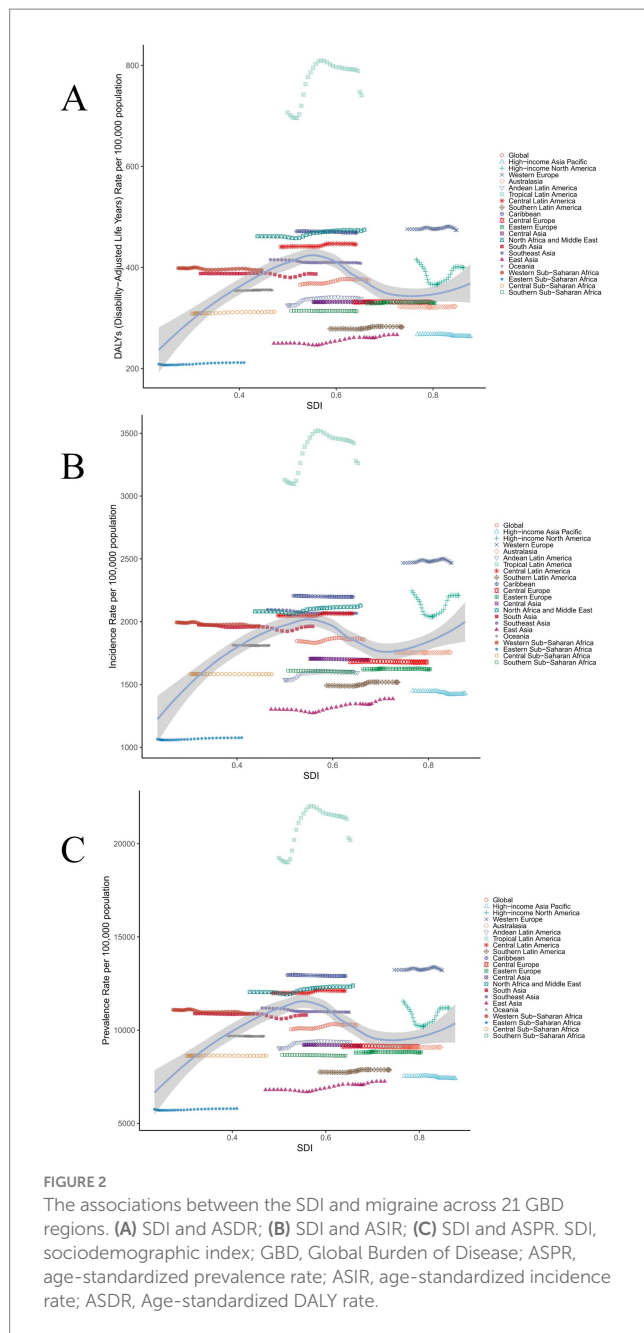 A
DALYs (Disability−Adjusted Life Years) Rate per 100,000 population
800
600
400
200
0.4
0.6
0.8
SDI
Global
High−income Asia Pacific
High−income North America
Western Europe
Australasia
Andean Latin America
Tropical Latin America
Central Latin America
Southern Latin America
Caribbean
Central Europe
Eastern Europe
Central Asia
North Africa and Middle East
South Asia
Southeast Asia
East Asia
Oceania
Western Sub−Saharan Africa
Eastern Sub−Saharan Africa
Central Sub−Saharan Africa
Southern Sub−Saharan Africa
B
Incidence Rate per 100,000 population
3500
3000
2500
2000
1500
1000
0.4
0.6
0.8
SDI
Global
High−income Asia Pacific
High−income North America
Western Europe
Australasia
Andean Latin America
Tropical Latin America
Central Latin America
Southern Latin America
Caribbean
Central Europe
Eastern Europe
Central Asia
North Africa and Middle East
South Asia
Southeast Asia
East Asia
Oceania
Western Sub−Saharan Africa
Eastern Sub−Saharan Africa
Central Sub−Saharan Africa
Southern Sub−Saharan Africa
C
Prevalence Rate per 100,000 population
20000
15000
10000
5000
0.4
0.6
0.8
SDI
Global
High−income Asia Pacific
High−income North America
Western Europe
Australasia
Andean Latin America
Tropical Latin America
Central Latin America
Southern Latin America
Caribbean
Central Europe
Eastern Europe
Central Asia
North Africa and Middle East
South Asia
Southeast Asia
East Asia
Oceania
Western Sub−Saharan Africa
Eastern Sub−Saharan Africa
Central Sub−Saharan Africa
Southern Sub−Saharan Africa
FIGURE 2
The associations between the SDI and migraine across 21 GBD
regions. (A) SDI and ASDR; (B) SDI and ASIR; (C) SDI and ASPR. SDI,
sociodemographic index; GBD, Global Burden of Disease; ASPR,
age-standardized prevalence rate; ASIR, age-standardized incidence
rate; ASDR, Age-standardized DALY rate.